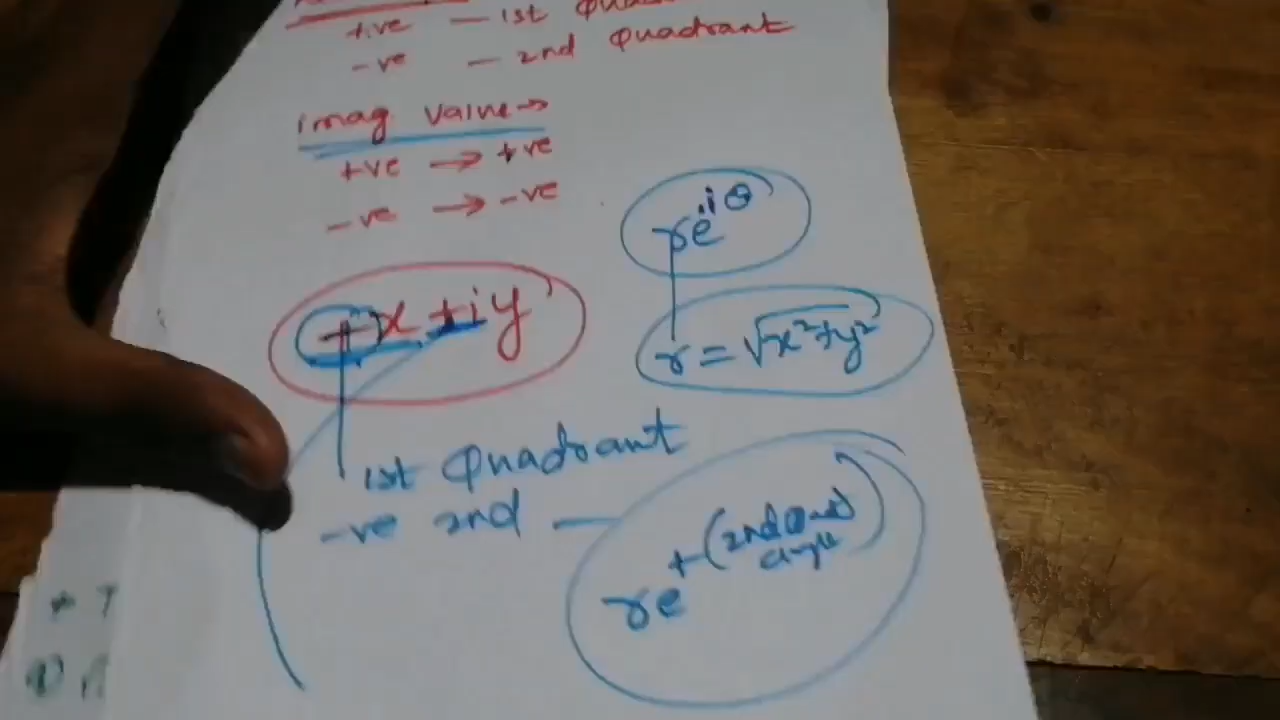 +ve — 1st Quad
-ve — 2nd Quadrant
imag value→
+ve → +ve
-ve → -ve
re^iθ
+x+iy
r = √x²+y²
1st Quadrant
-ve 2nd —
re^+(2nd Quad angle)